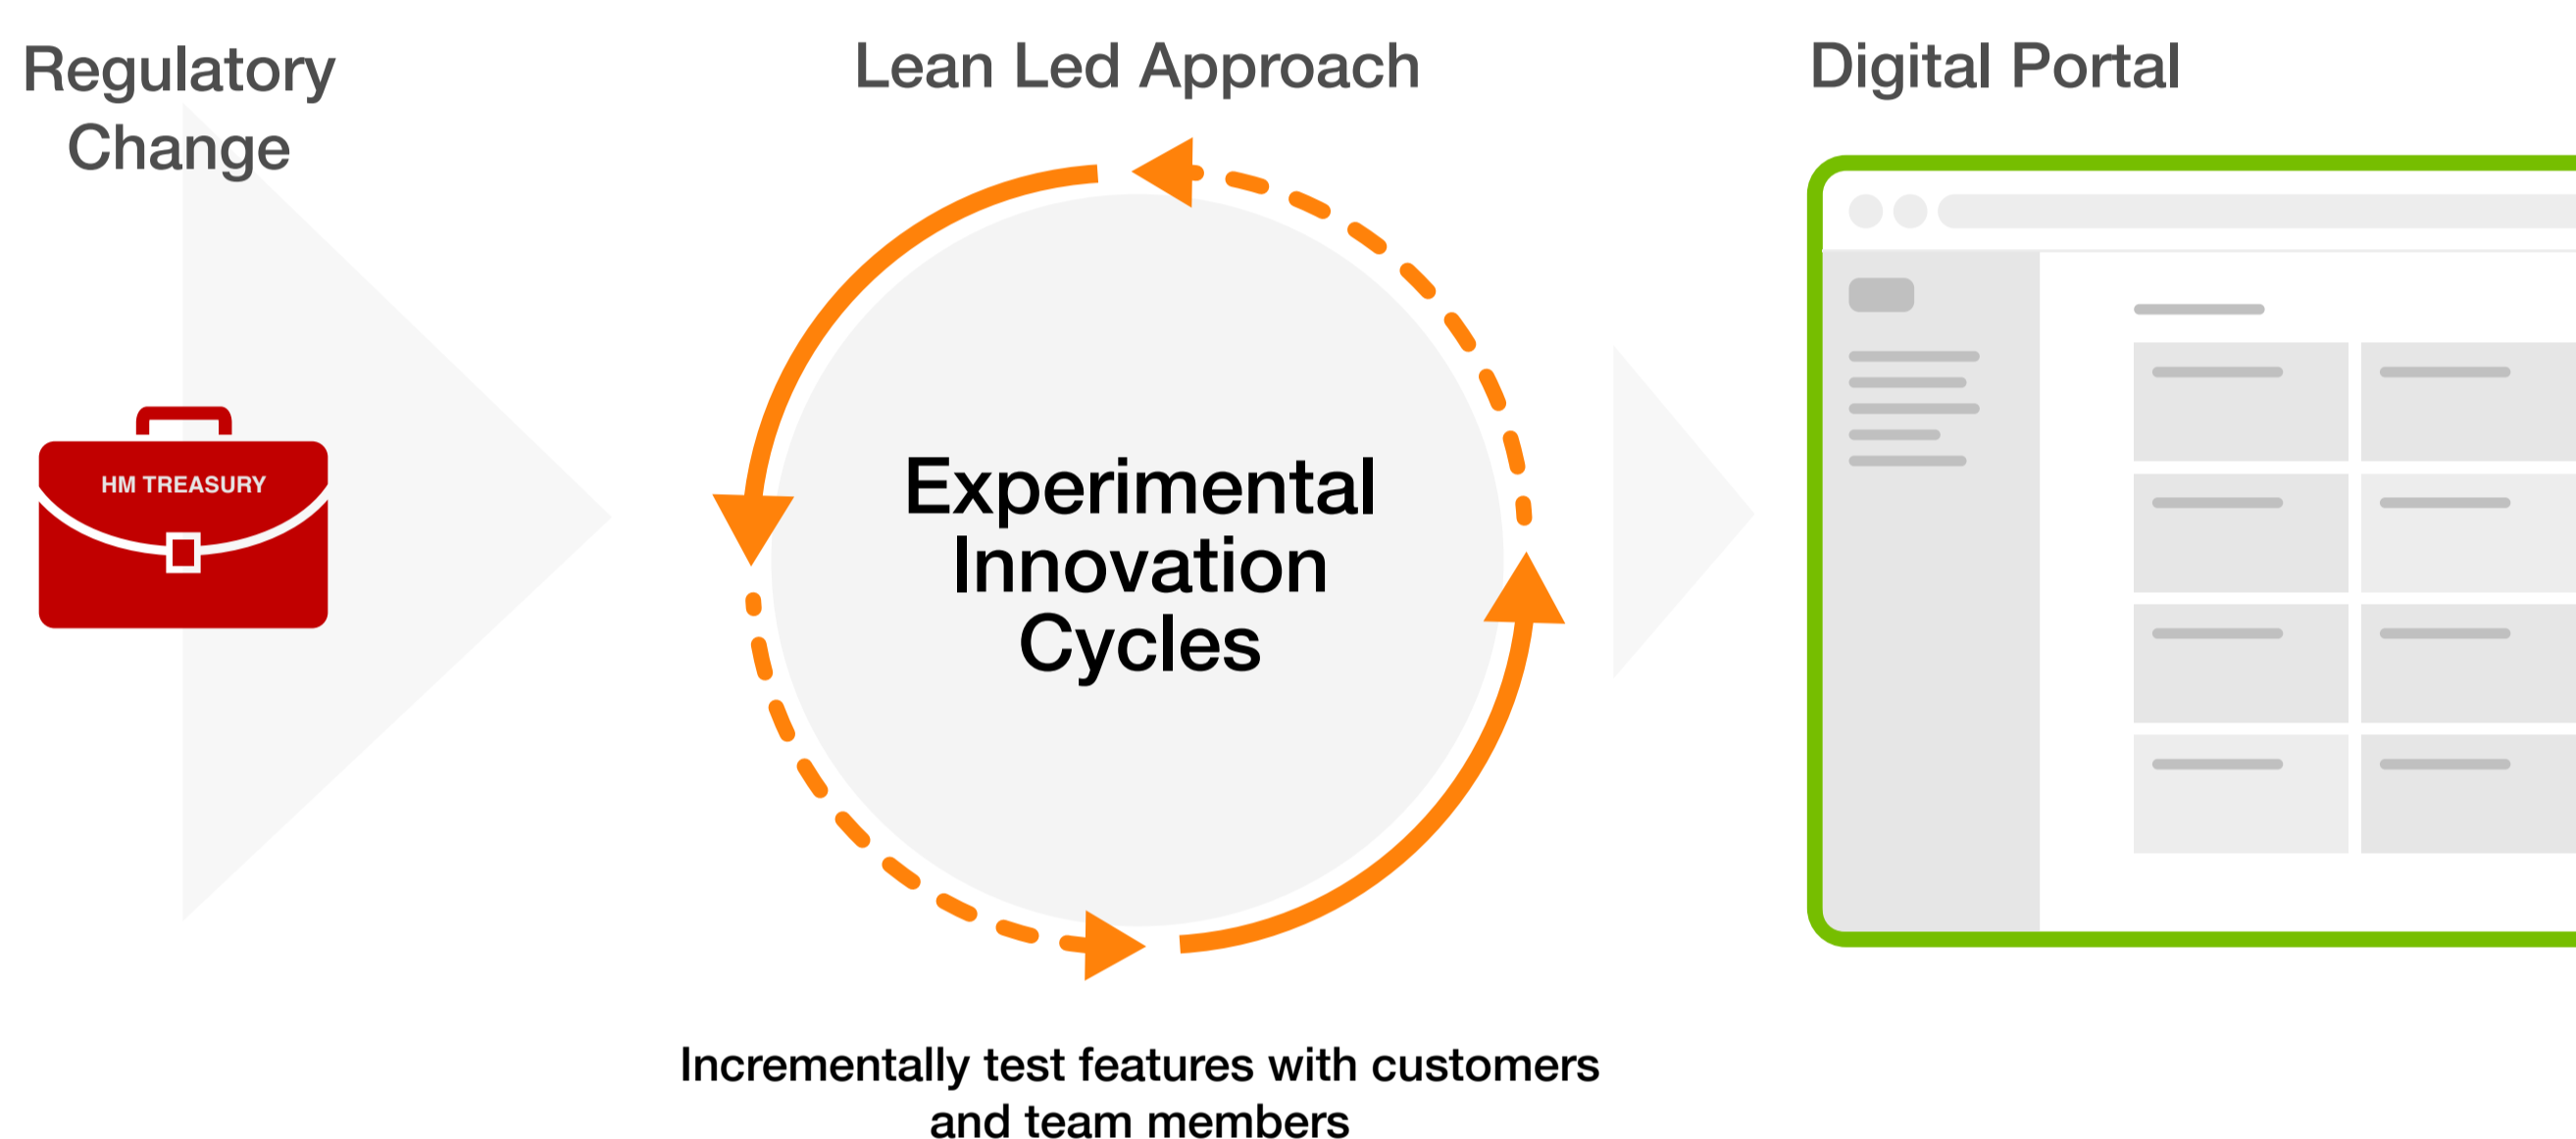 Regulatory
Change
HM TREASURY
Lean Led Approach
Experimental
Innovation
Cycles
Incrementally test features with customers
and team members
Digital Portal